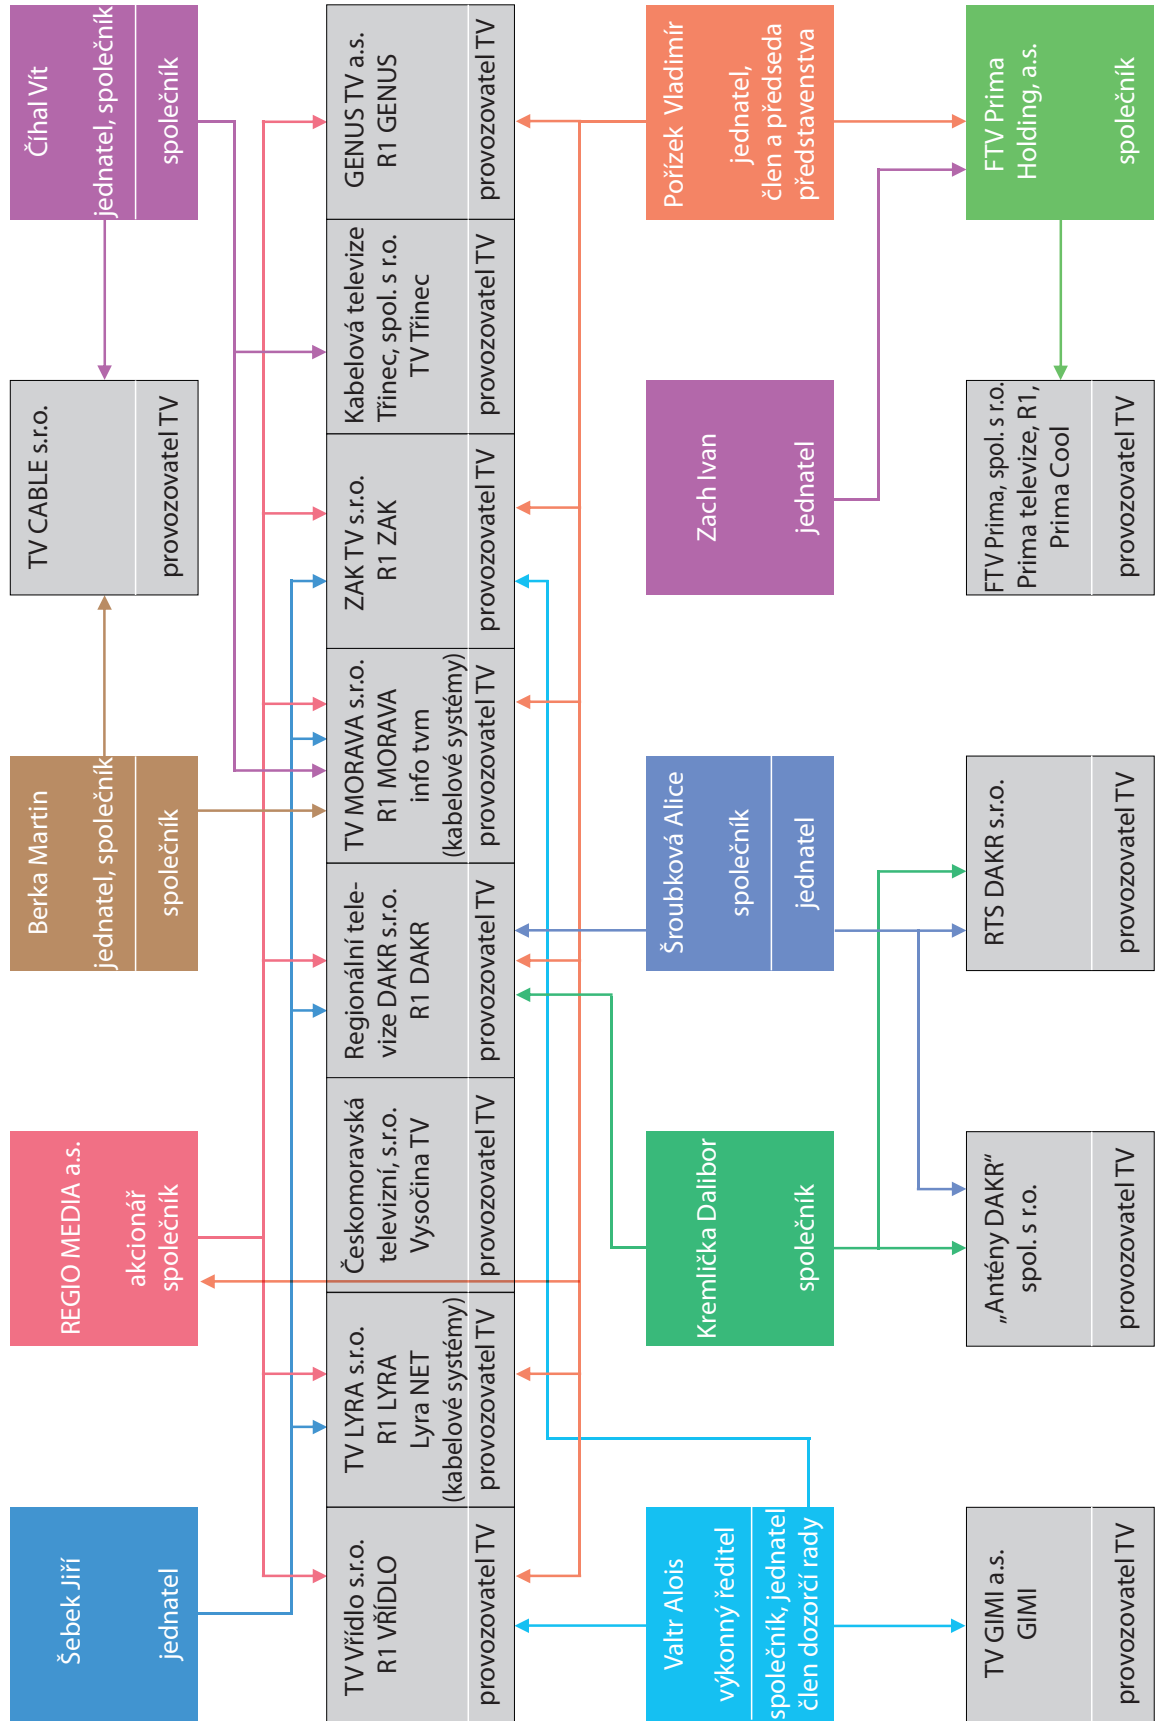 Šebek Jiří
jednatel
REGIO MEDIA a.s.
akcionář
společník
Berka Martin
jednatel, společník
společník
TV CABLE s.r.o.
provozovatel TV
Číhal Vít
jednatel, společník
společník
TV Vřídlo s.r.o.
R1 VŘÍDLO
provozovatel TV
TV LYRA s.r.o.
R1 LYRA
Lyra NET
(kabelové systémy)
provozovatel TV
Českomoravská
televizní, s.r.o.
Vysočina TV
provozovatel TV
Regionální tele-
vize DAKR s.r.o.
R1 DAKR
provozovatel TV
TV MORAVA s.r.o.
R1 MORAVA
info tvm
(kabelové systémy)
provozovatel TV
ZAK TV s.r.o.
R1 ZAK
provozovatel TV
Kabelová televize
Třinec, spol. s r.o.
TV Třinec
provozovatel TV
GENUS TV a.s.
R1 GENUS
provozovatel TV
Valtr Alois
výkonný ředitel
společník, jednatel
člen dozorčí rady
Kremlička Dalibor
společník
Šroubková Alice
společník
jednatel
Zach Ivan
jednatel
Pořízek Vladimír
jednatel,
člen a předseda
představenstva
TV GIMI a.s.
GIMI
provozovatel TV
„Antény DAKR“
spol. s r.o.
provozovatel TV
RTS DAKR s.r.o.
provozovatel TV
FTV Prima, spol. s r.o.
Prima televize, R1,
Prima Cool
provozovatel TV
FTV Prima
Holding, a.s.
společník